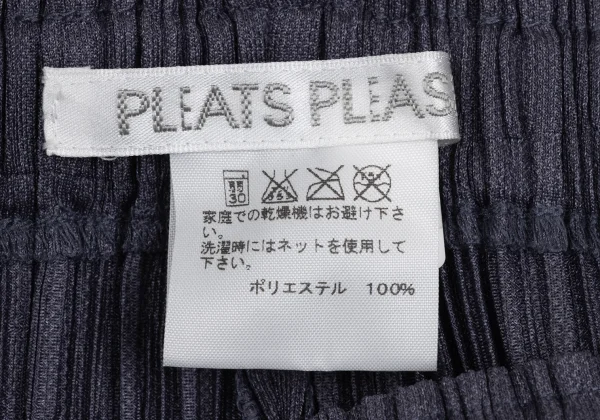 PLEATS PLEAS
弱
30
家庭での乾燥機はお避け下さ
い。
洗濯時にはネットを使用して
下さい。
ポリエステル 100%